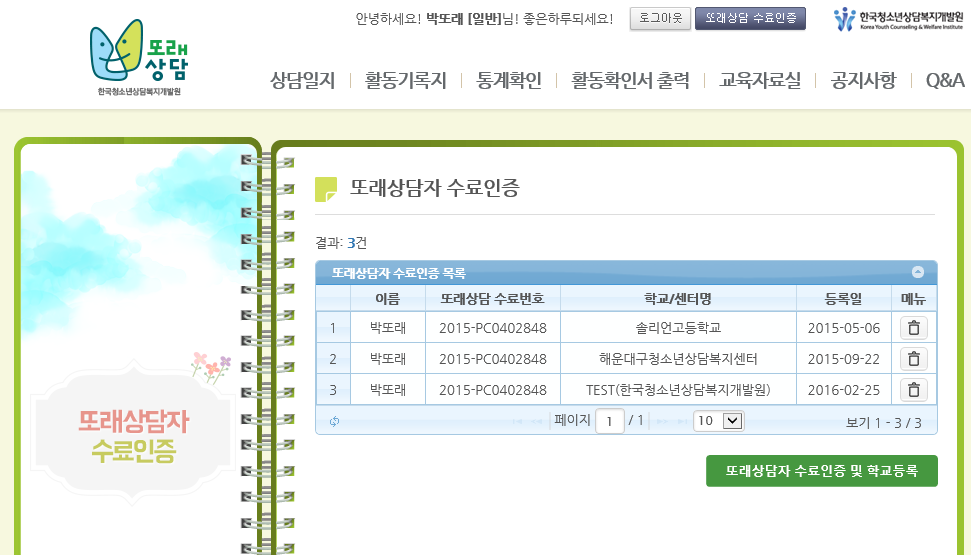 안녕하세요! 박또래 [일반]님! 좋은하루되세요! 로그아웃 또래상담 수료인증 한국청소년상담복지개발원
Korea Youth Counseling & Welfare Institute
또래
상담
한국청소년상담복지개발원
상담일지 활동기록지 통계확인 활동확인서 출력 교육자료실 공지사항 Q&A
또래상담자 수료인증
결과: 3건
또래상담자 수료인증 목록
이름 또래상담 수료번호 학교/센터명 등록일 메뉴
1 박또래 2015-PC0402848 솔리언고등학교 2015-05-06
2 박또래 2015-PC0402848 해운대구청소년상담복지센터 2015-09-22
3 박또래 2015-PC0402848 TEST(한국청소년상담복지개발원) 2016-02-25
페이지 1 / 1 10 보기 1 - 3 / 3
또래상담자 수료인증 및 학교등록
또래상담자
수료인증